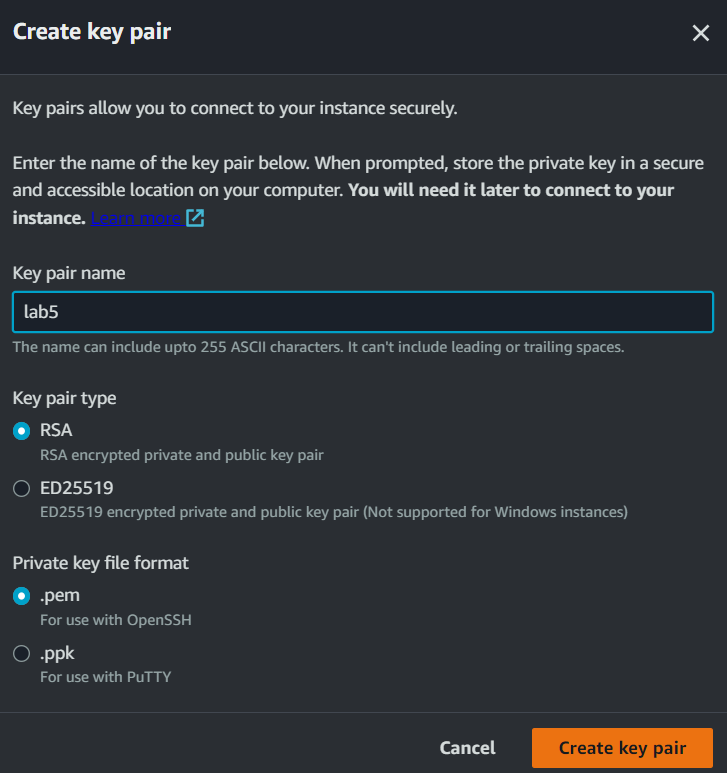 Create key pair
Key pairs allow you to connect to your instance securely.
Enter the name of the key pair below. When prompted, store the private key in a secure
and accessible location on your computer. You will need it later to connect to your
instance. Learn more
Key pair name
lab5
The name can include upto 255 ASCII characters. It can't include leading or trailing spaces.
Key pair type
RSA
RSA encrypted private and public key pair
ED25519
ED25519 encrypted private and public key pair (Not supported for Windows instances)
Private key file format
.pem
For use with OpenSSH
.ppk
For use with PuTTY
Cancel
Create key pair